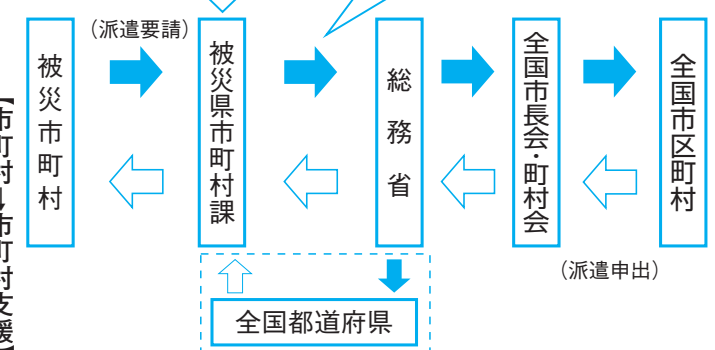 【市町村→市町村支援】
(派遣要請)
被災市町村
被災県市町村課
総務省
全国市長会・町村会
全国市区町村
(派遣申出)
全国都道府県